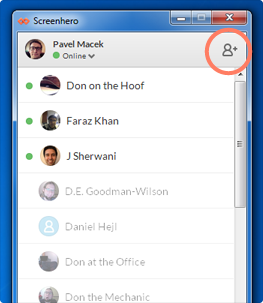 Screenhero
Pavel Macek
Online
Don on the Hoof
Faraz Khan
J Sherwani
D.E. Goodman-Wilson
Daniel Hejl
Don at the Office
Don the Mechanic